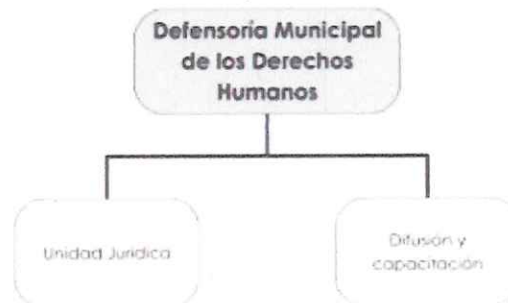 Defensoría Municipal
de los Derechos
Humanos
Unidad Jurídica
Difusión y
capacitación